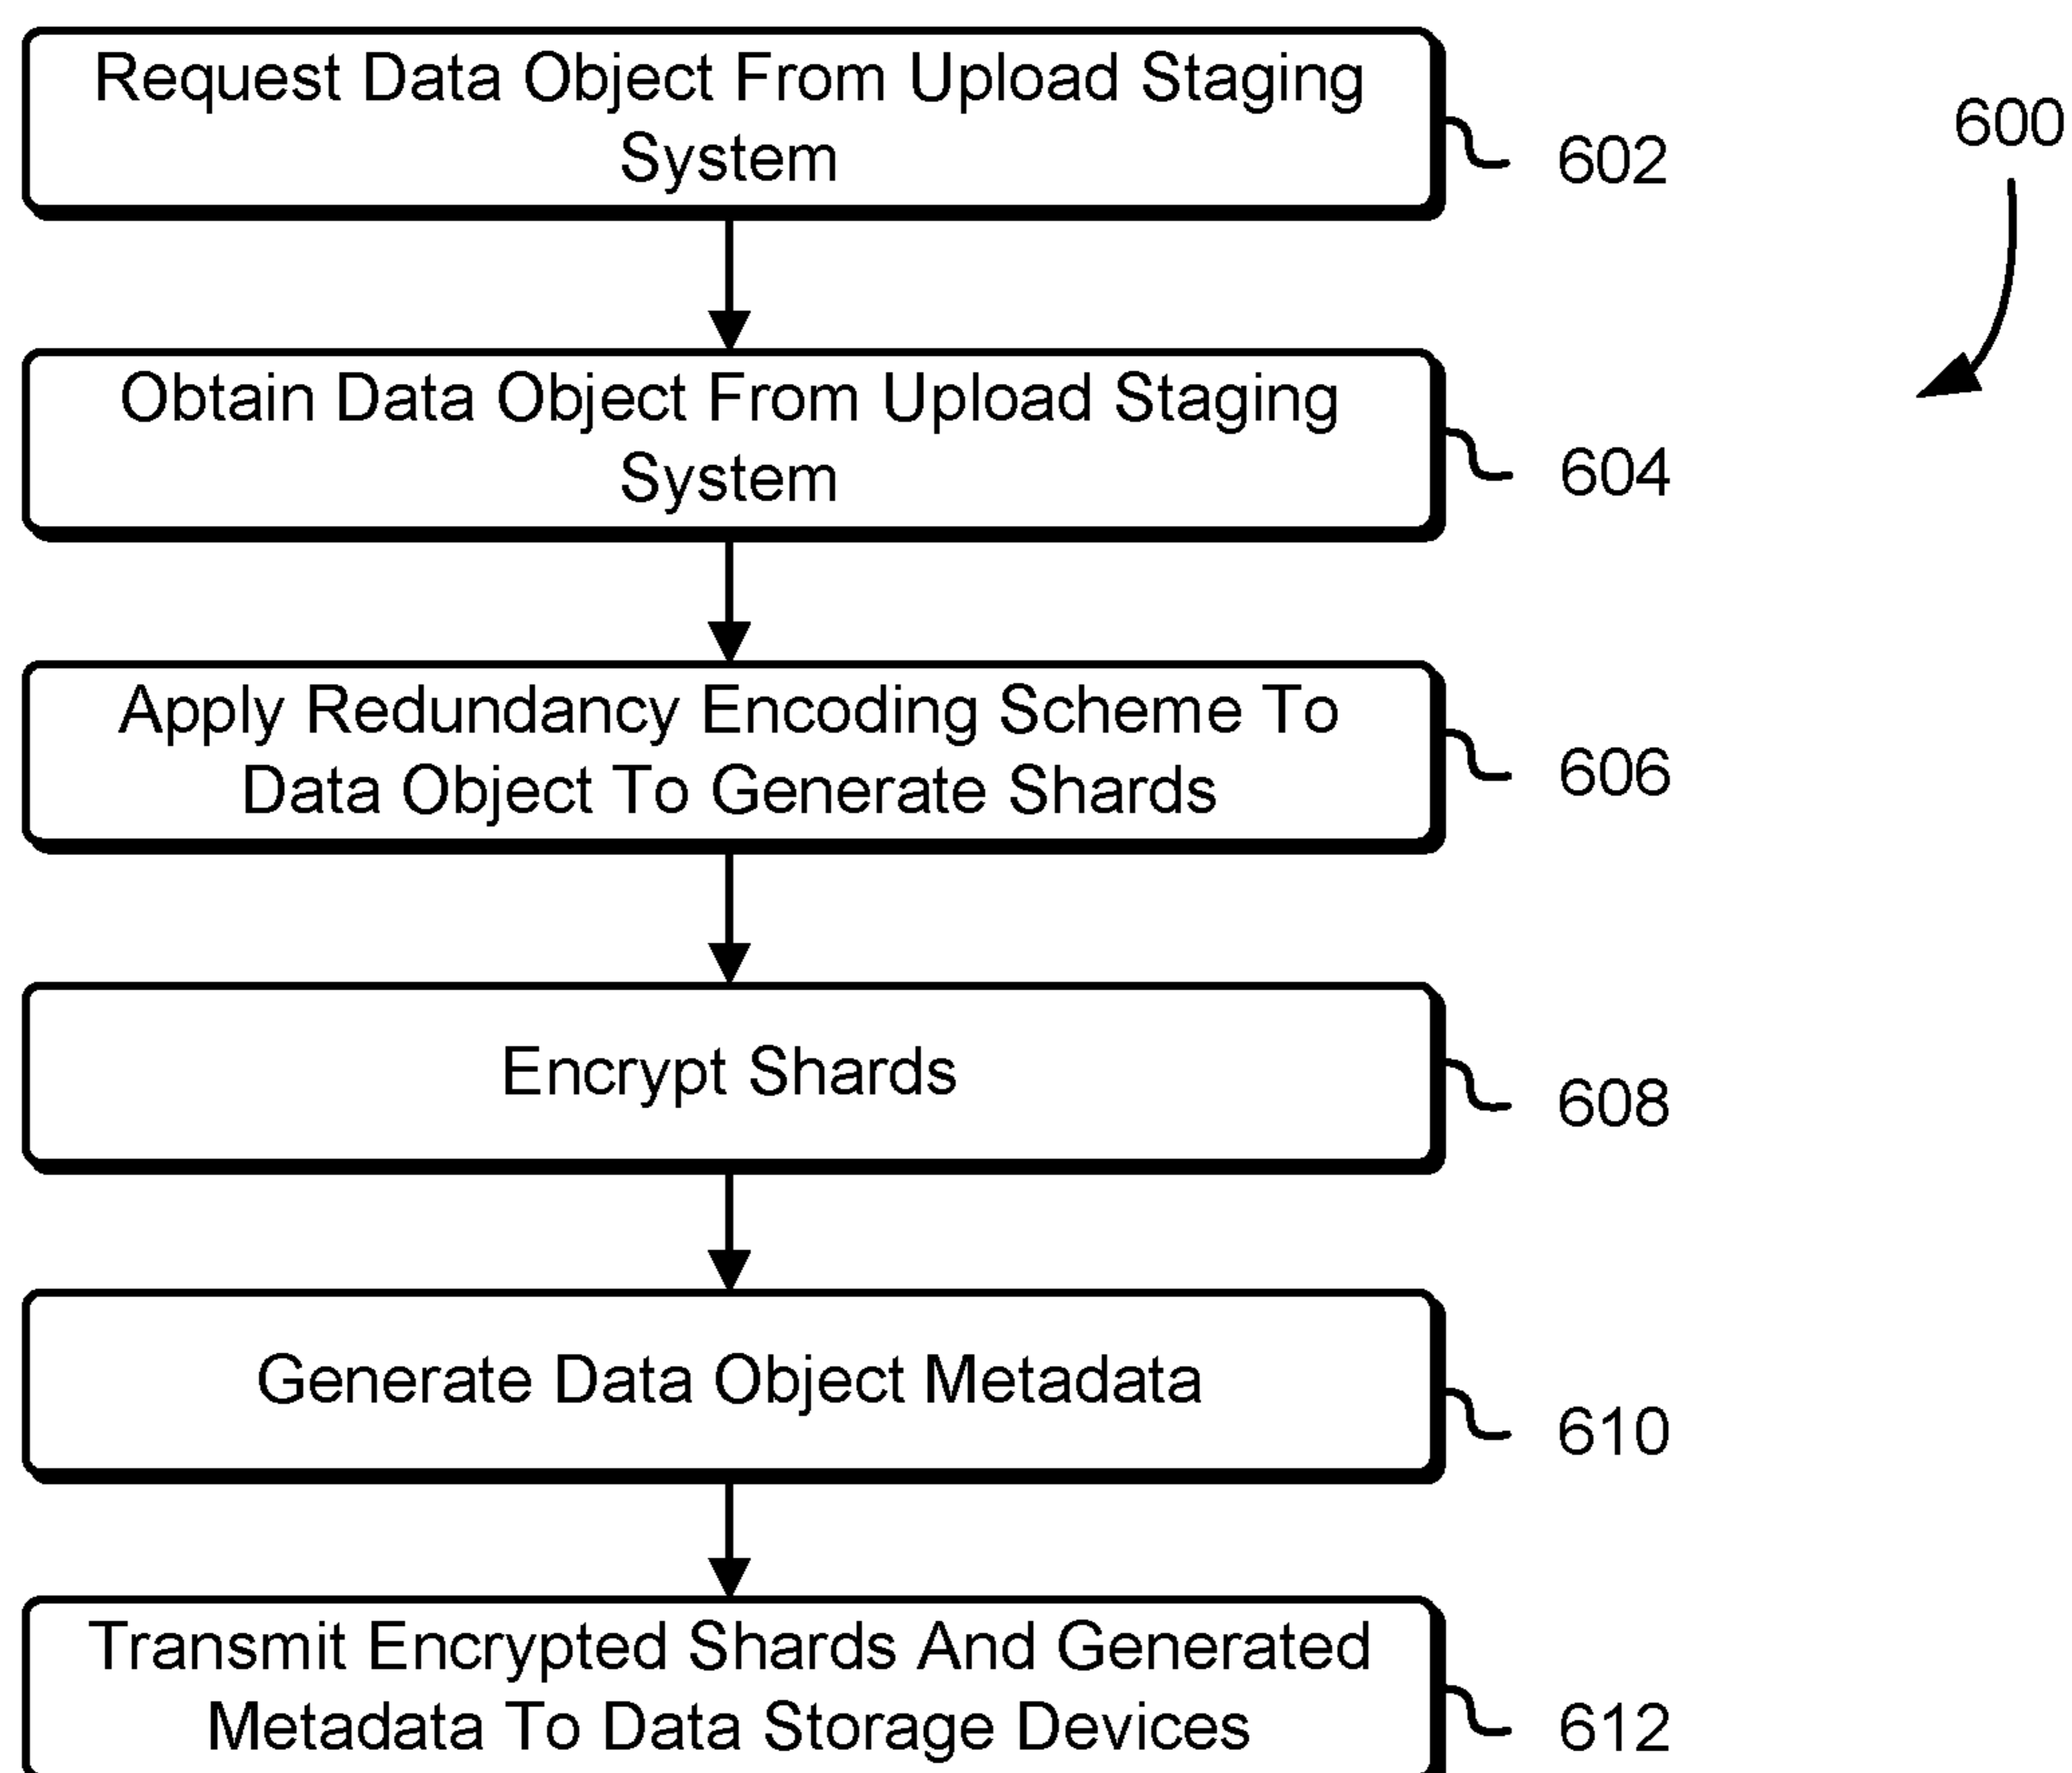 Request Data Object From Upload Staging
System
602
600
Obtain Data Object From Upload Staging
System
604
Apply Redundancy Encoding Scheme To
Data Object To Generate Shards
606
Encrypt Shards
608
Generate Data Object Metadata
610
Transmit Encrypted Shards And Generated
Metadata To Data Storage Devices
612